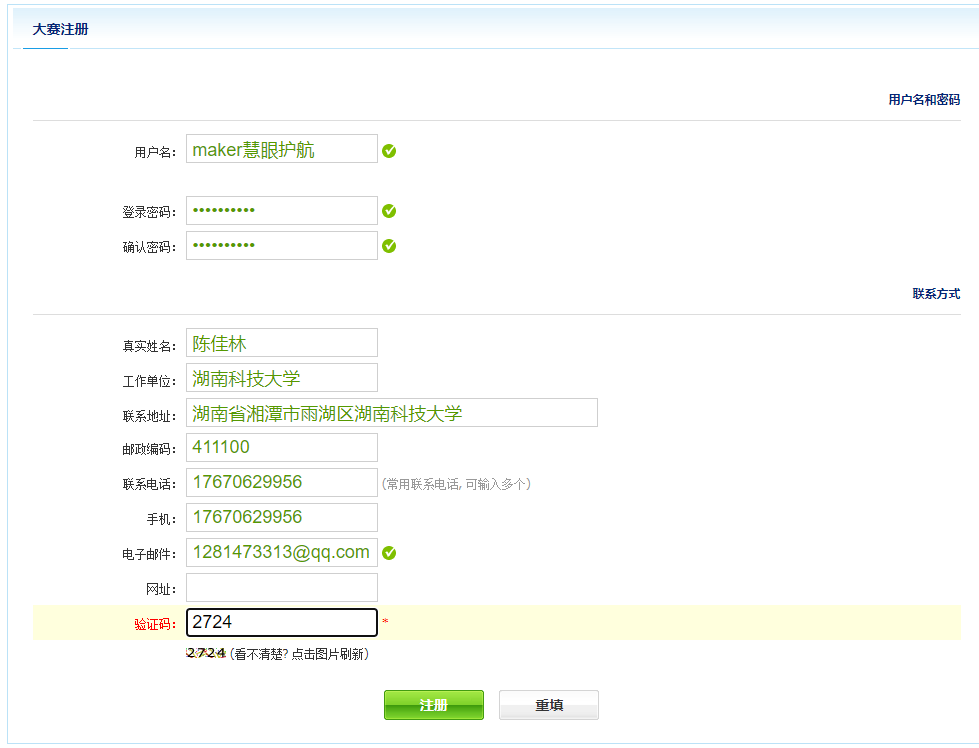 大赛注册
用户名和密码
用户名： maker慧眼护航
登录密码： ••••••••••
确认密码： ••••••••••
联系方式
真实姓名： 陈佳林
工作单位： 湖南科技大学
联系地址： 湖南省湘潭市雨湖区湖南科技大学
邮政编码： 411100
联系电话： 17670629956 (常用联系电话, 可输入多个)
手机： 17670629956
电子邮件： 1281473313@qq.com
网址：
验证码： 2724 *
2724 (看不清楚? 点击图片刷新)
注册 重填